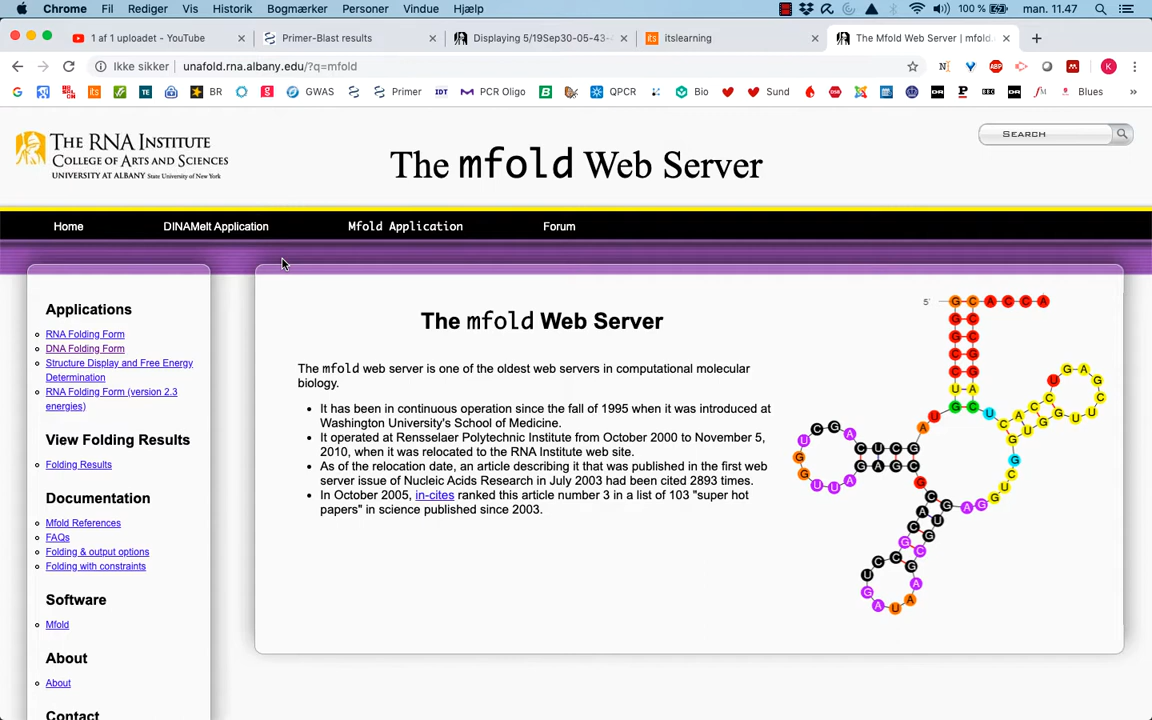 Chrome Fil Rediger Vis Historik Bogmærker Personer Vindue Hjælp 100 % man. 11.47
1 af 1 uploadet - YouTube Primer-Blast results Displaying 5/19Sep30-05-43- itslearning The Mfold Web Server | mfold.
Ikke sikker unafold.rna.albany.edu/?q=mfold
BR GWAS Primer IDT PCR Oligo QPCR Bio Sund Blues
THE RNA INSTITUTE
COLLEGE OF ARTS AND SCIENCES
UNIVERSITY AT ALBANY State University of New York
The mfold Web Server
SEARCH
Home DINAMelt Application Mfold Application Forum
Applications
RNA Folding Form
DNA Folding Form
Structure Display and Free Energy
Determination
RNA Folding Form (version 2.3
energies)
View Folding Results
Folding Results
Documentation
Mfold References
FAQs
Folding & output options
Folding with constraints
Software
Mfold
About
About
Contact
The mfold Web Server
The mfold web server is one of the oldest web servers in computational molecular
biology.
It has been in continuous operation since the fall of 1995 when it was introduced at
Washington University's School of Medicine.
It operated at Rensselaer Polytechnic Institute from October 2000 to November 5,
2010, when it was relocated to the RNA Institute web site.
As of the relocation date, an article describing it that was published in the first web
server issue of Nucleic Acids Research in July 2003 had been cited 2893 times.
In October 2005, in-cites ranked this article number 3 in a list of 103 "super hot
papers" in science published since 2003.
5'